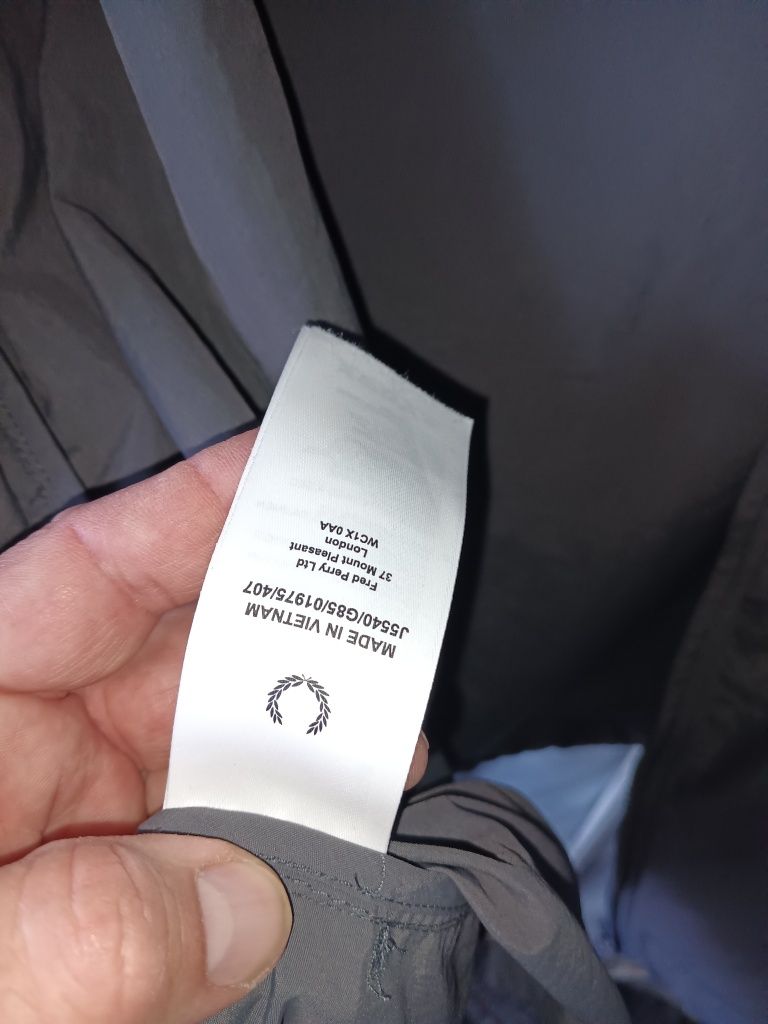 MADE IN VIETNAM
J5540/G85/01975/407
Fred Perry Ltd
37 Mount Pleasant
London
WC1X 0AA